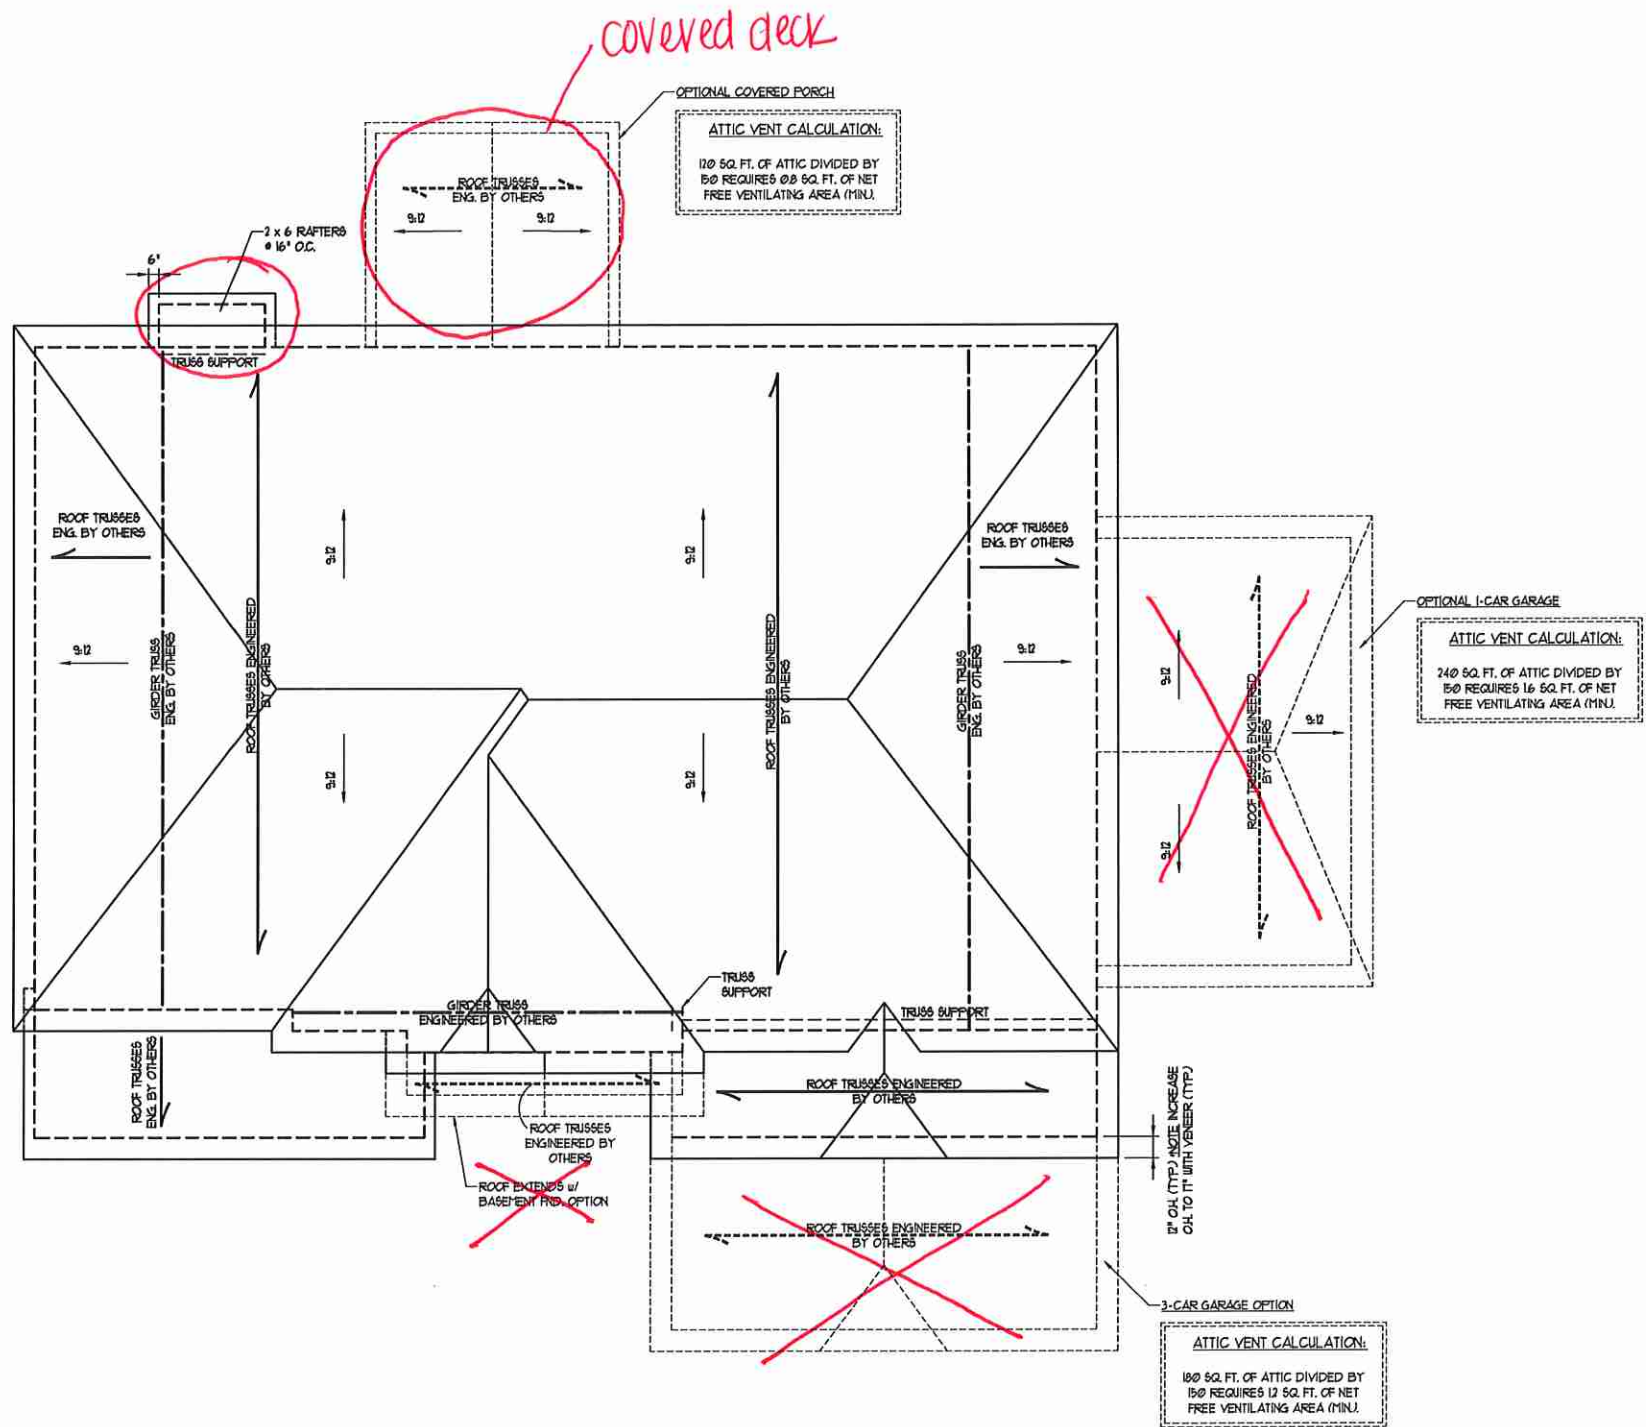 covered deck
OPTIONAL COVERED PORCH
ATTIC VENT CALCULATION:
120 SQ. FT. OF ATTIC DIVIDED BY
150 REQUIRES 0.8 SQ. FT. OF NET
FREE VENTILATING AREA (MIN.).
ROOF TRUSSES
ENG. BY OTHERS
9:12
9:12
2 x 6 RAFTERS
@ 16" O.C.
6"
TRUSS SUPPORT
ROOF TRUSSES
ENG. BY OTHERS
9:12
GIRDER TRUSS
ENG. BY OTHERS
ROOF TRUSSES ENGINEERED
BY OTHERS
9:12
9:12
9:12
9:12
ROOF TRUSSES ENGINEERED
BY OTHERS
ROOF TRUSSES
ENG. BY OTHERS
9:12
GIRDER TRUSS
ENG. BY OTHERS
9:12
9:12
ROOF TRUSSES ENGINEERED
BY OTHERS
9:12
OPTIONAL 1-CAR GARAGE
ATTIC VENT CALCULATION:
240 SQ. FT. OF ATTIC DIVIDED BY
150 REQUIRES 1.6 SQ. FT. OF NET
FREE VENTILATING AREA (MIN.).
TRUSS
SUPPORT
GIRDER TRUSS
ENGINEERED BY OTHERS
TRUSS SUPPORT
ROOF TRUSSES
ENG. BY OTHERS
ROOF TRUSSES ENGINEERED
BY OTHERS
ROOF TRUSSES
ENGINEERED BY
OTHERS
ROOF EXTENDS w/
BASEMENT FND. OPTION
12" O.H. (TYP.) NOTE: INCREASE
O.H. TO 17" WITH VENEER (TYP.)
ROOF TRUSSES ENGINEERED
BY OTHERS
3-CAR GARAGE OPTION
ATTIC VENT CALCULATION:
180 SQ. FT. OF ATTIC DIVIDED BY
150 REQUIRES 1.2 SQ. FT. OF NET
FREE VENTILATING AREA (MIN.).